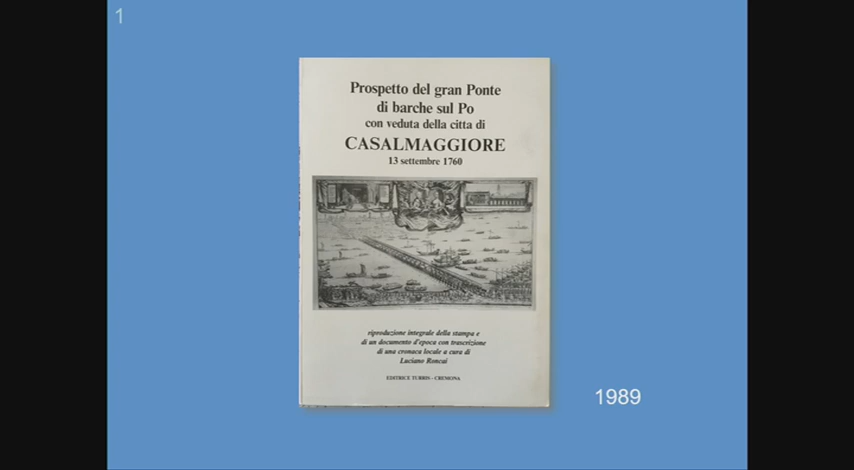 1
Prospetto del gran Ponte
di barche sul Po
con veduta della citta di
CASALMAGGIORE
13 settembre 1760
riproduzione integrale della stampa e
di un documento d'epoca con trascrizione
di una cronaca locale a cura di
Luciano Roncai
EDITRICE TURRIS - CREMONA
1989